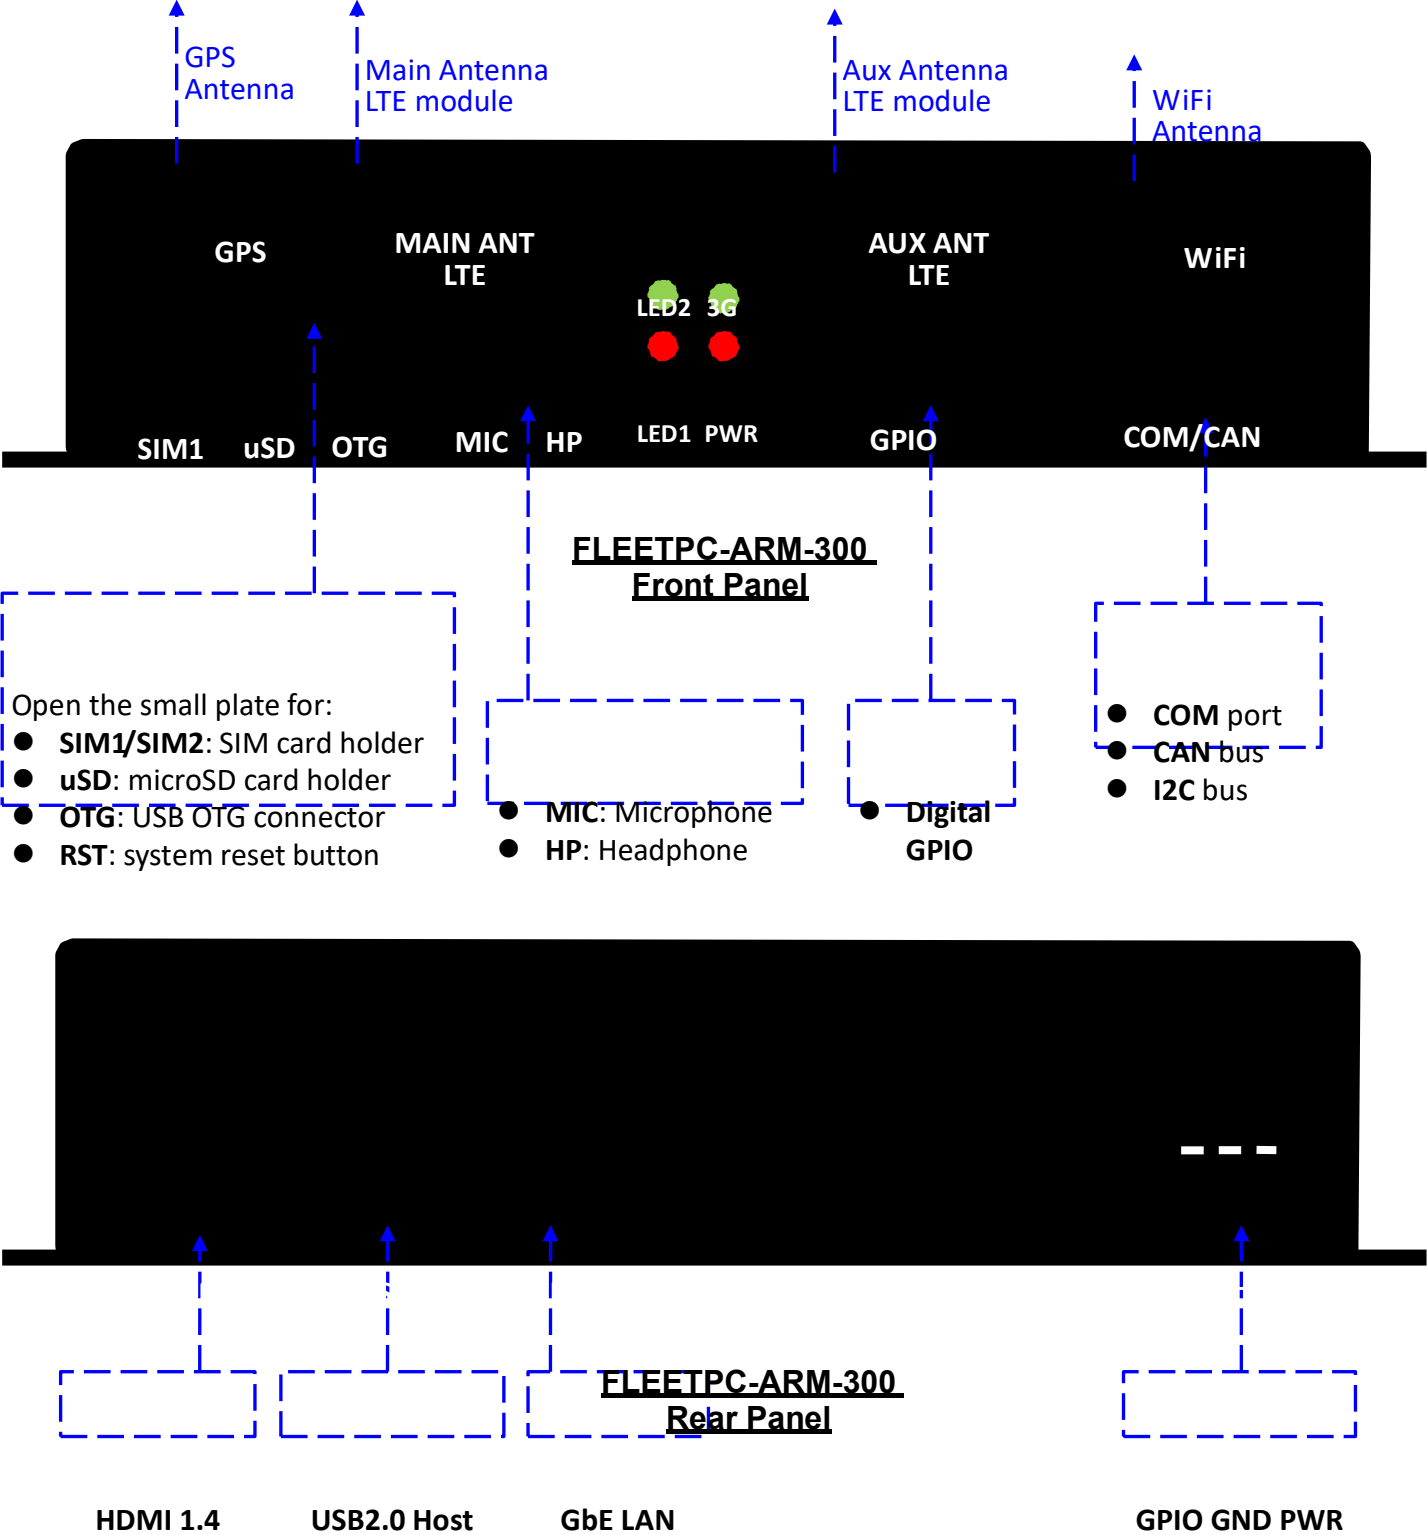 GPS
Antenna
Main Antenna
LTE module
Aux Antenna
LTE module
WiFi
Antenna
GPS
MAIN ANT
LTE
AUX ANT
LTE
WiFi
LED2 3G
SIM1 uSD OTG
MIC HP
LED1 PWR
GPIO
COM/CAN
FLEETPC-ARM-300
Front Panel
Open the small plate for:
● SIM1/SIM2: SIM card holder
● uSD: microSD card holder
● OTG: USB OTG connector
● RST: system reset button
● MIC: Microphone
● HP: Headphone
● Digital
GPIO
● COM port
● CAN bus
● I2C bus
FLEETPC-ARM-300
Rear Panel
HDMI 1.4
USB2.0 Host
GbE LAN
GPIO GND PWR